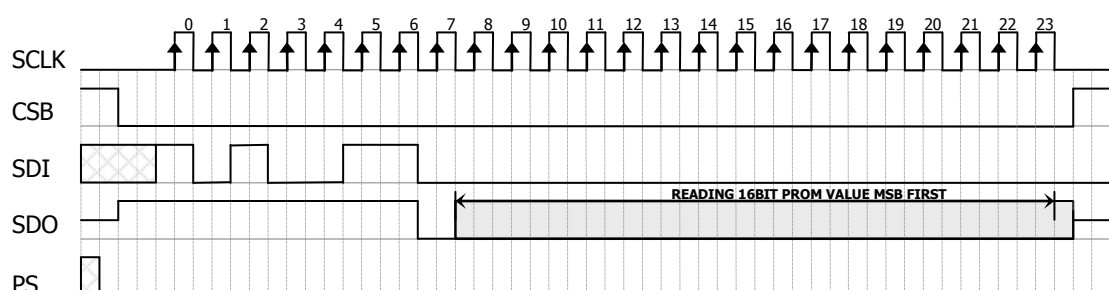 0 1 2 3 4 5 6 7 8 9 10 11 12 13 14 15 16 17 18 19 20 21 22 23
SCLK
CSB
SDI
READING 16BIT PROM VALUE MSB FIRST
SDO
PS